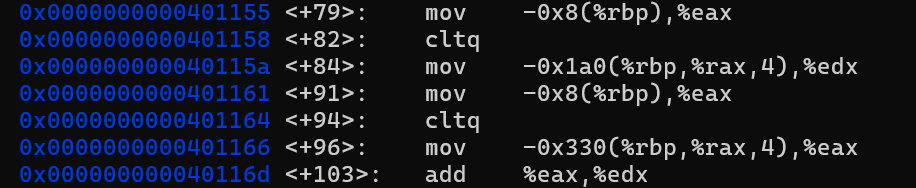 0x0000000000401155 <+79>: mov -0x8(%rbp),%eax
0x0000000000401158 <+82>: cltq
0x000000000040115a <+84>: mov -0x1a0(%rbp,%rax,4),%edx
0x0000000000401161 <+91>: mov -0x8(%rbp),%eax
0x0000000000401164 <+94>: cltq
0x0000000000401166 <+96>: mov -0x330(%rbp,%rax,4),%eax
0x000000000040116d <+103>: add %eax,%edx